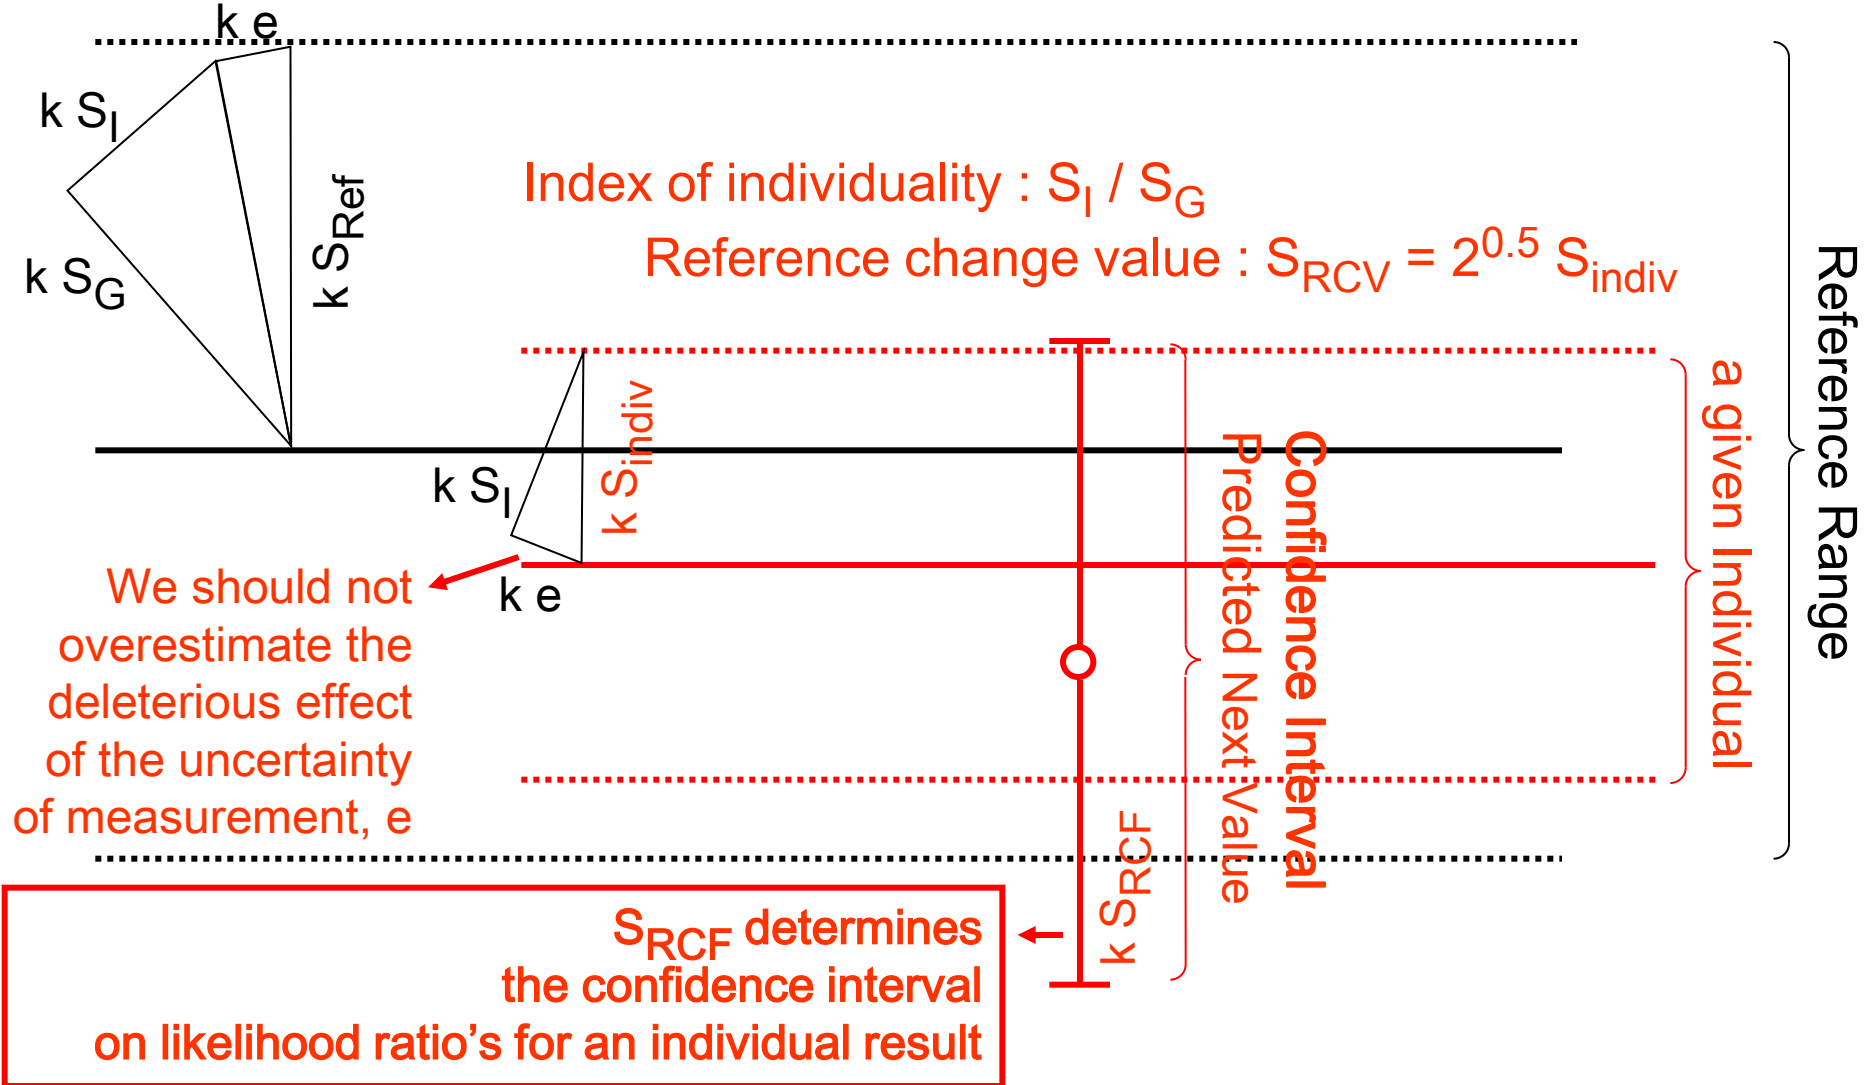 k e
k S_I
k S_G
k S_Ref
Index of individuality : S_I / S_G
Reference change value : S_RCV = 2^0.5 S_indiv
k S_I
k S_indiv
k e
We should not
overestimate the
deleterious effect
of the uncertainty
of measurement, e
k S_RCF
Predicted Next Value
Confidence Interval
a given Individual
Reference Range
S_RCF determines
the confidence interval
on likelihood ratio’s for an individual result